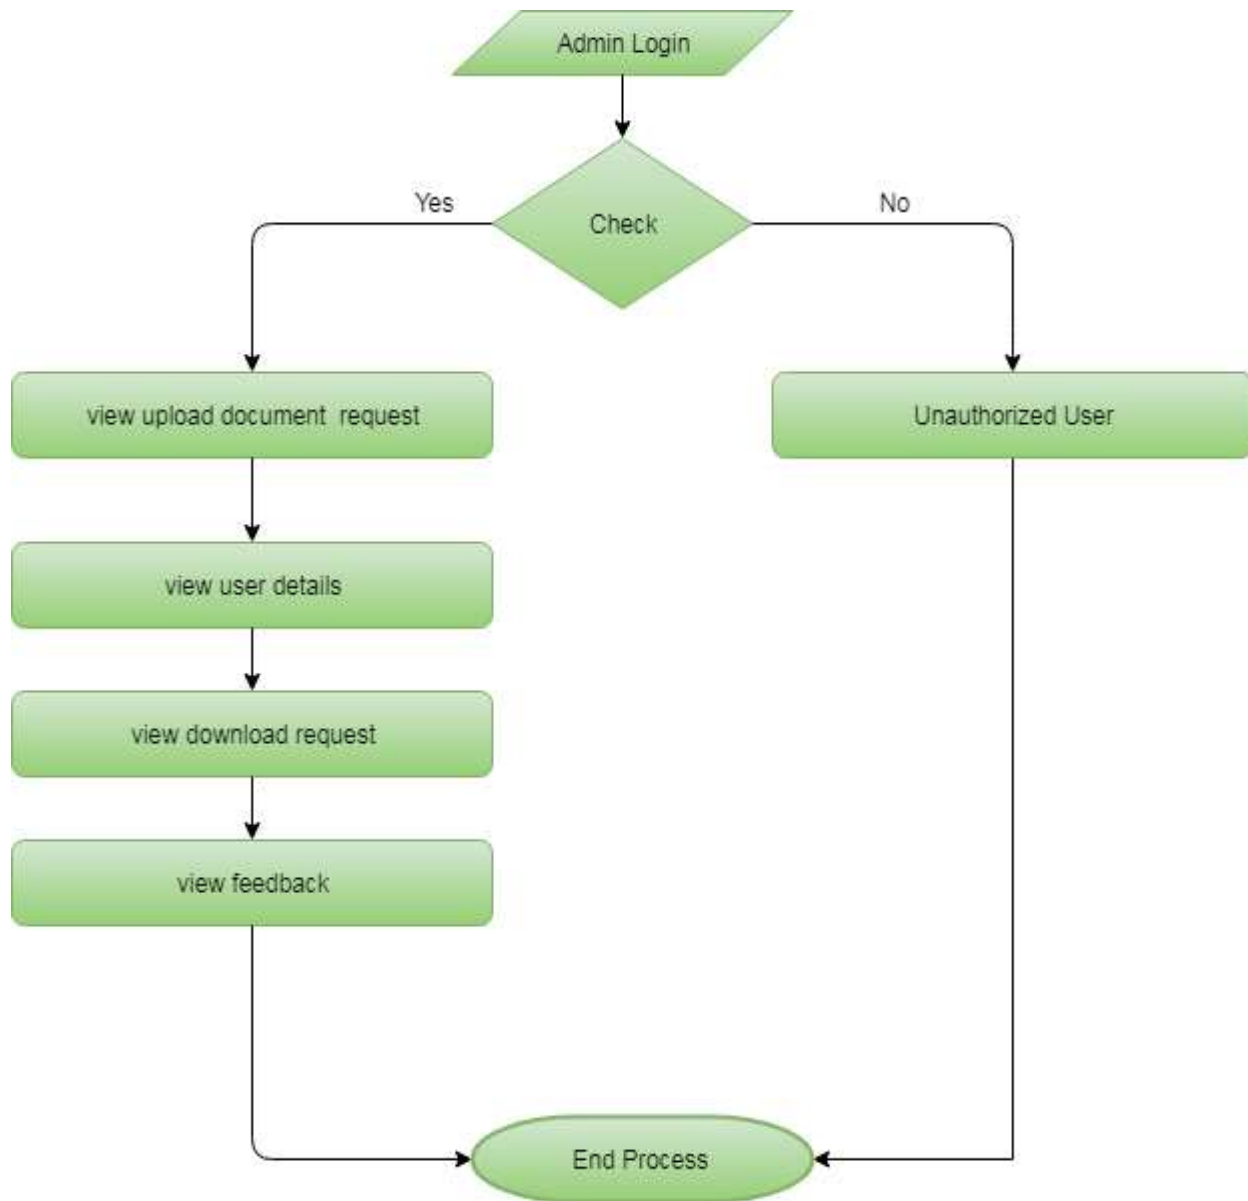 Admin Login
Yes
No
Check
view upload document  request
Unauthorized User
view user details
view download request
view feedback
End Process